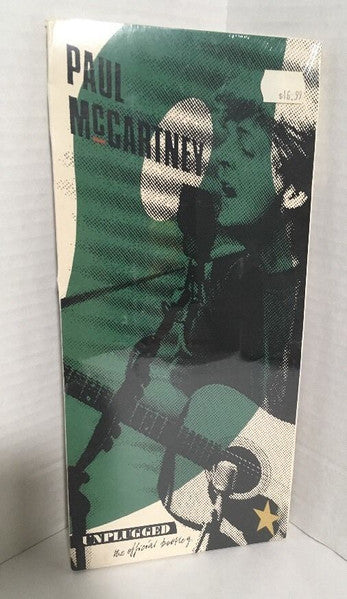 PAUL
McCARTNEY
$16.99
UNPLUGGED
the official bootleg